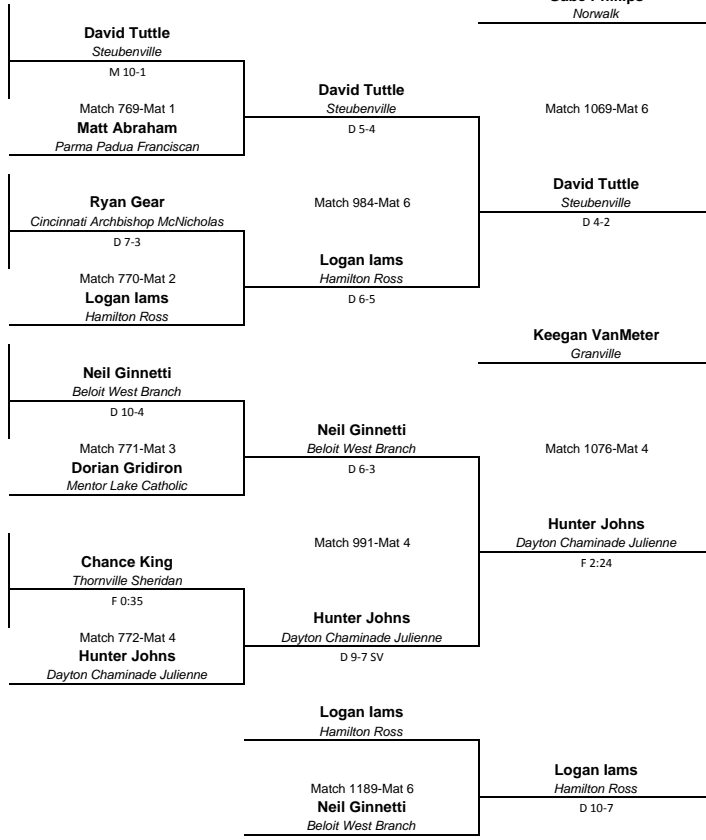 Norwalk
David Tuttle
Steubenville
M 10-1
Match 769-Mat 1
Matt Abraham
Parma Padua Franciscan
Ryan Gear
Cincinnati Archbishop McNicholas
D 7-3
Match 770-Mat 2
Logan Iams
Hamilton Ross
Neil Ginnetti
Beloit West Branch
D 10-4
Match 771-Mat 3
Dorian Gridiron
Mentor Lake Catholic
Chance King
Thornville Sheridan
F 0:35
Match 772-Mat 4
Hunter Johns
Dayton Chaminade Julienne
David Tuttle
Steubenville
D 5-4
Match 984-Mat 6
Logan Iams
Hamilton Ross
D 6-5
Neil Ginnetti
Beloit West Branch
D 6-3
Match 991-Mat 4
Hunter Johns
Dayton Chaminade Julienne
D 9-7 SV
Match 1069-Mat 6
David Tuttle
Steubenville
D 4-2
Keegan VanMeter
Granville
Match 1076-Mat 4
Hunter Johns
Dayton Chaminade Julienne
F 2:24
Logan Iams
Hamilton Ross
Match 1189-Mat 6
Neil Ginnetti
Beloit West Branch
Logan Iams
Hamilton Ross
D 10-7